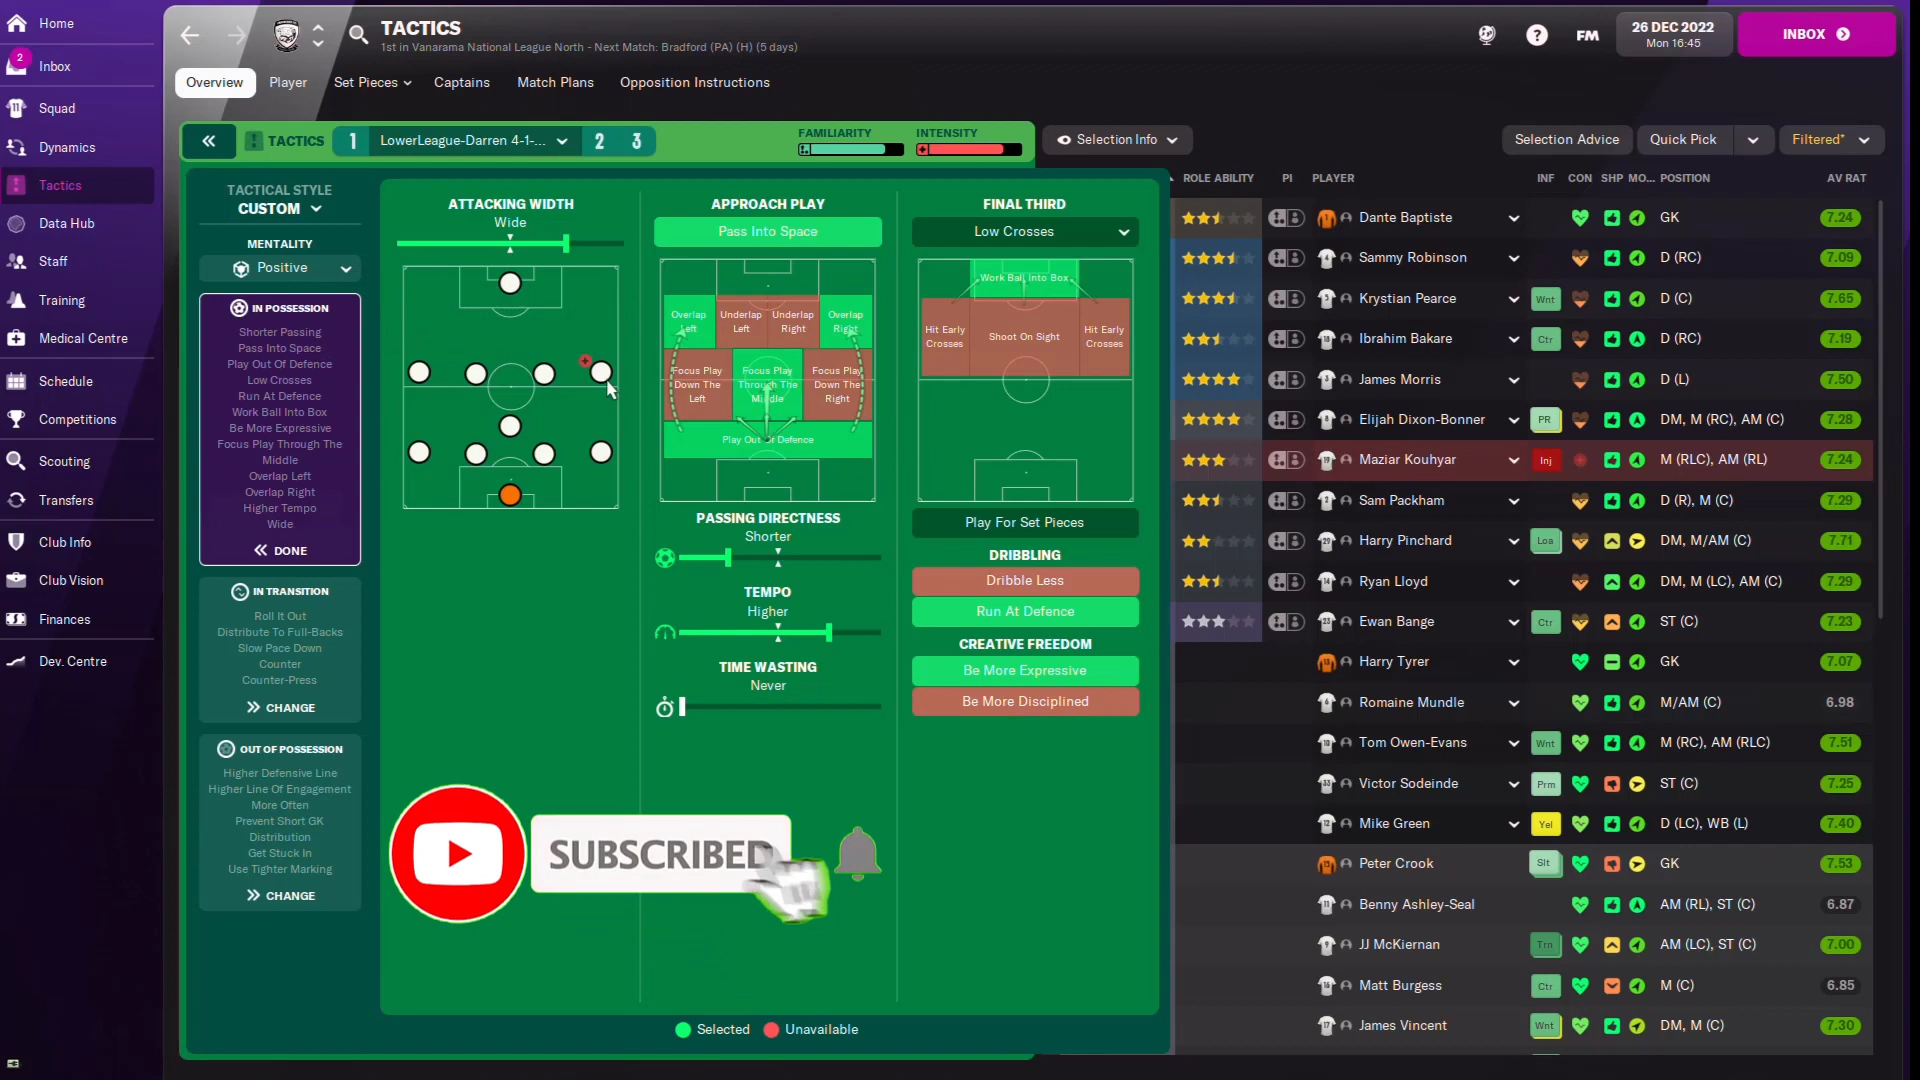 Home
2
Inbox
Squad
Dynamics
Tactics
Data Hub
Staff
Training
Medical Centre
Schedule
Competitions
Scouting
Transfers
Club Info
Club Vision
Finances
Dev. Centre
TACTICS
1st in Vanarama National League North - Next Match: Bradford (PA) (H) (5 days)
FM
26 DEC 2022
Mon 16:45
INBOX
Overview
Player
Set Pieces
Captains
Match Plans
Opposition Instructions
TACTICS
1
LowerLeague-Darren 4-1-...
2
3
FAMILIARITY
INTENSITY
Selection Info
Selection Advice
Quick Pick
Filtered*
TACTICAL STYLE
CUSTOM
MENTALITY
Positive
IN POSSESSION
Shorter Passing
Pass Into Space
Play Out Of Defence
Low Crosses
Run At Defence
Work Ball Into Box
Be More Expressive
Focus Play Through The
Middle
Overlap Left
Overlap Right
Higher Tempo
Wide
DONE
IN TRANSITION
Roll It Out
Distribute To Full-Backs
Slow Pace Down
Counter
Counter-Press
CHANGE
OUT OF POSSESSION
Higher Defensive Line
Higher Line Of Engagement
More Often
Prevent Short GK
Distribution
Get Stuck In
Use Tighter Marking
CHANGE
ATTACKING WIDTH
Wide
APPROACH PLAY
Pass Into Space
Overlap
Left
Underlap
Left
Underlap
Right
Overlap
Right
Focus Play
Down The
Left
Focus Play
Through The
Middle
Focus Play
Down The
Right
Play Out Of Defence
PASSING DIRECTNESS
Shorter
TEMPO
Higher
TIME WASTING
Never
FINAL THIRD
Low Crosses
Work Ball Into Box
Hit Early
Crosses
Shoot On Sight
Hit Early
Crosses
Play For Set Pieces
DRIBBLING
Dribble Less
Run At Defence
CREATIVE FREEDOM
Be More Expressive
Be More Disciplined
SUBSCRIBED
Selected
Unavailable
ROLE ABILITY PI PLAYER INF CON SHP MO... POSITION AV RAT
Dante Baptiste GK 7.24
Sammy Robinson D (RC) 7.09
Krystian Pearce Wnt D (C) 7.65
Ibrahim Bakare Ctr D (RC) 7.19
James Morris D (L) 7.50
Elijah Dixon-Bonner PR DM, M (RC), AM (C) 7.28
Maziar Kouhyar Inj M (RLC), AM (RL) 7.24
Sam Packham D (R), M (C) 7.29
Harry Pinchard Loa DM, M/AM (C) 7.71
Ryan Lloyd DM, M (LC), AM (C) 7.29
Ewan Bange Ctr ST (C) 7.23
Harry Tyrer GK 7.07
Romaine Mundle M/AM (C) 6.98
Tom Owen-Evans Wnt M (RC), AM (RLC) 7.51
Victor Sodeinde Prm ST (C) 7.25
Mike Green Yel D (LC), WB (L) 7.40
Peter Crook Slt GK 7.53
Benny Ashley-Seal AM (RL), ST (C) 6.87
JJ McKiernan Trn AM (LC), ST (C) 7.00
Matt Burgess Ctr M (C) 6.85
James Vincent Wnt DM, M (C) 7.30